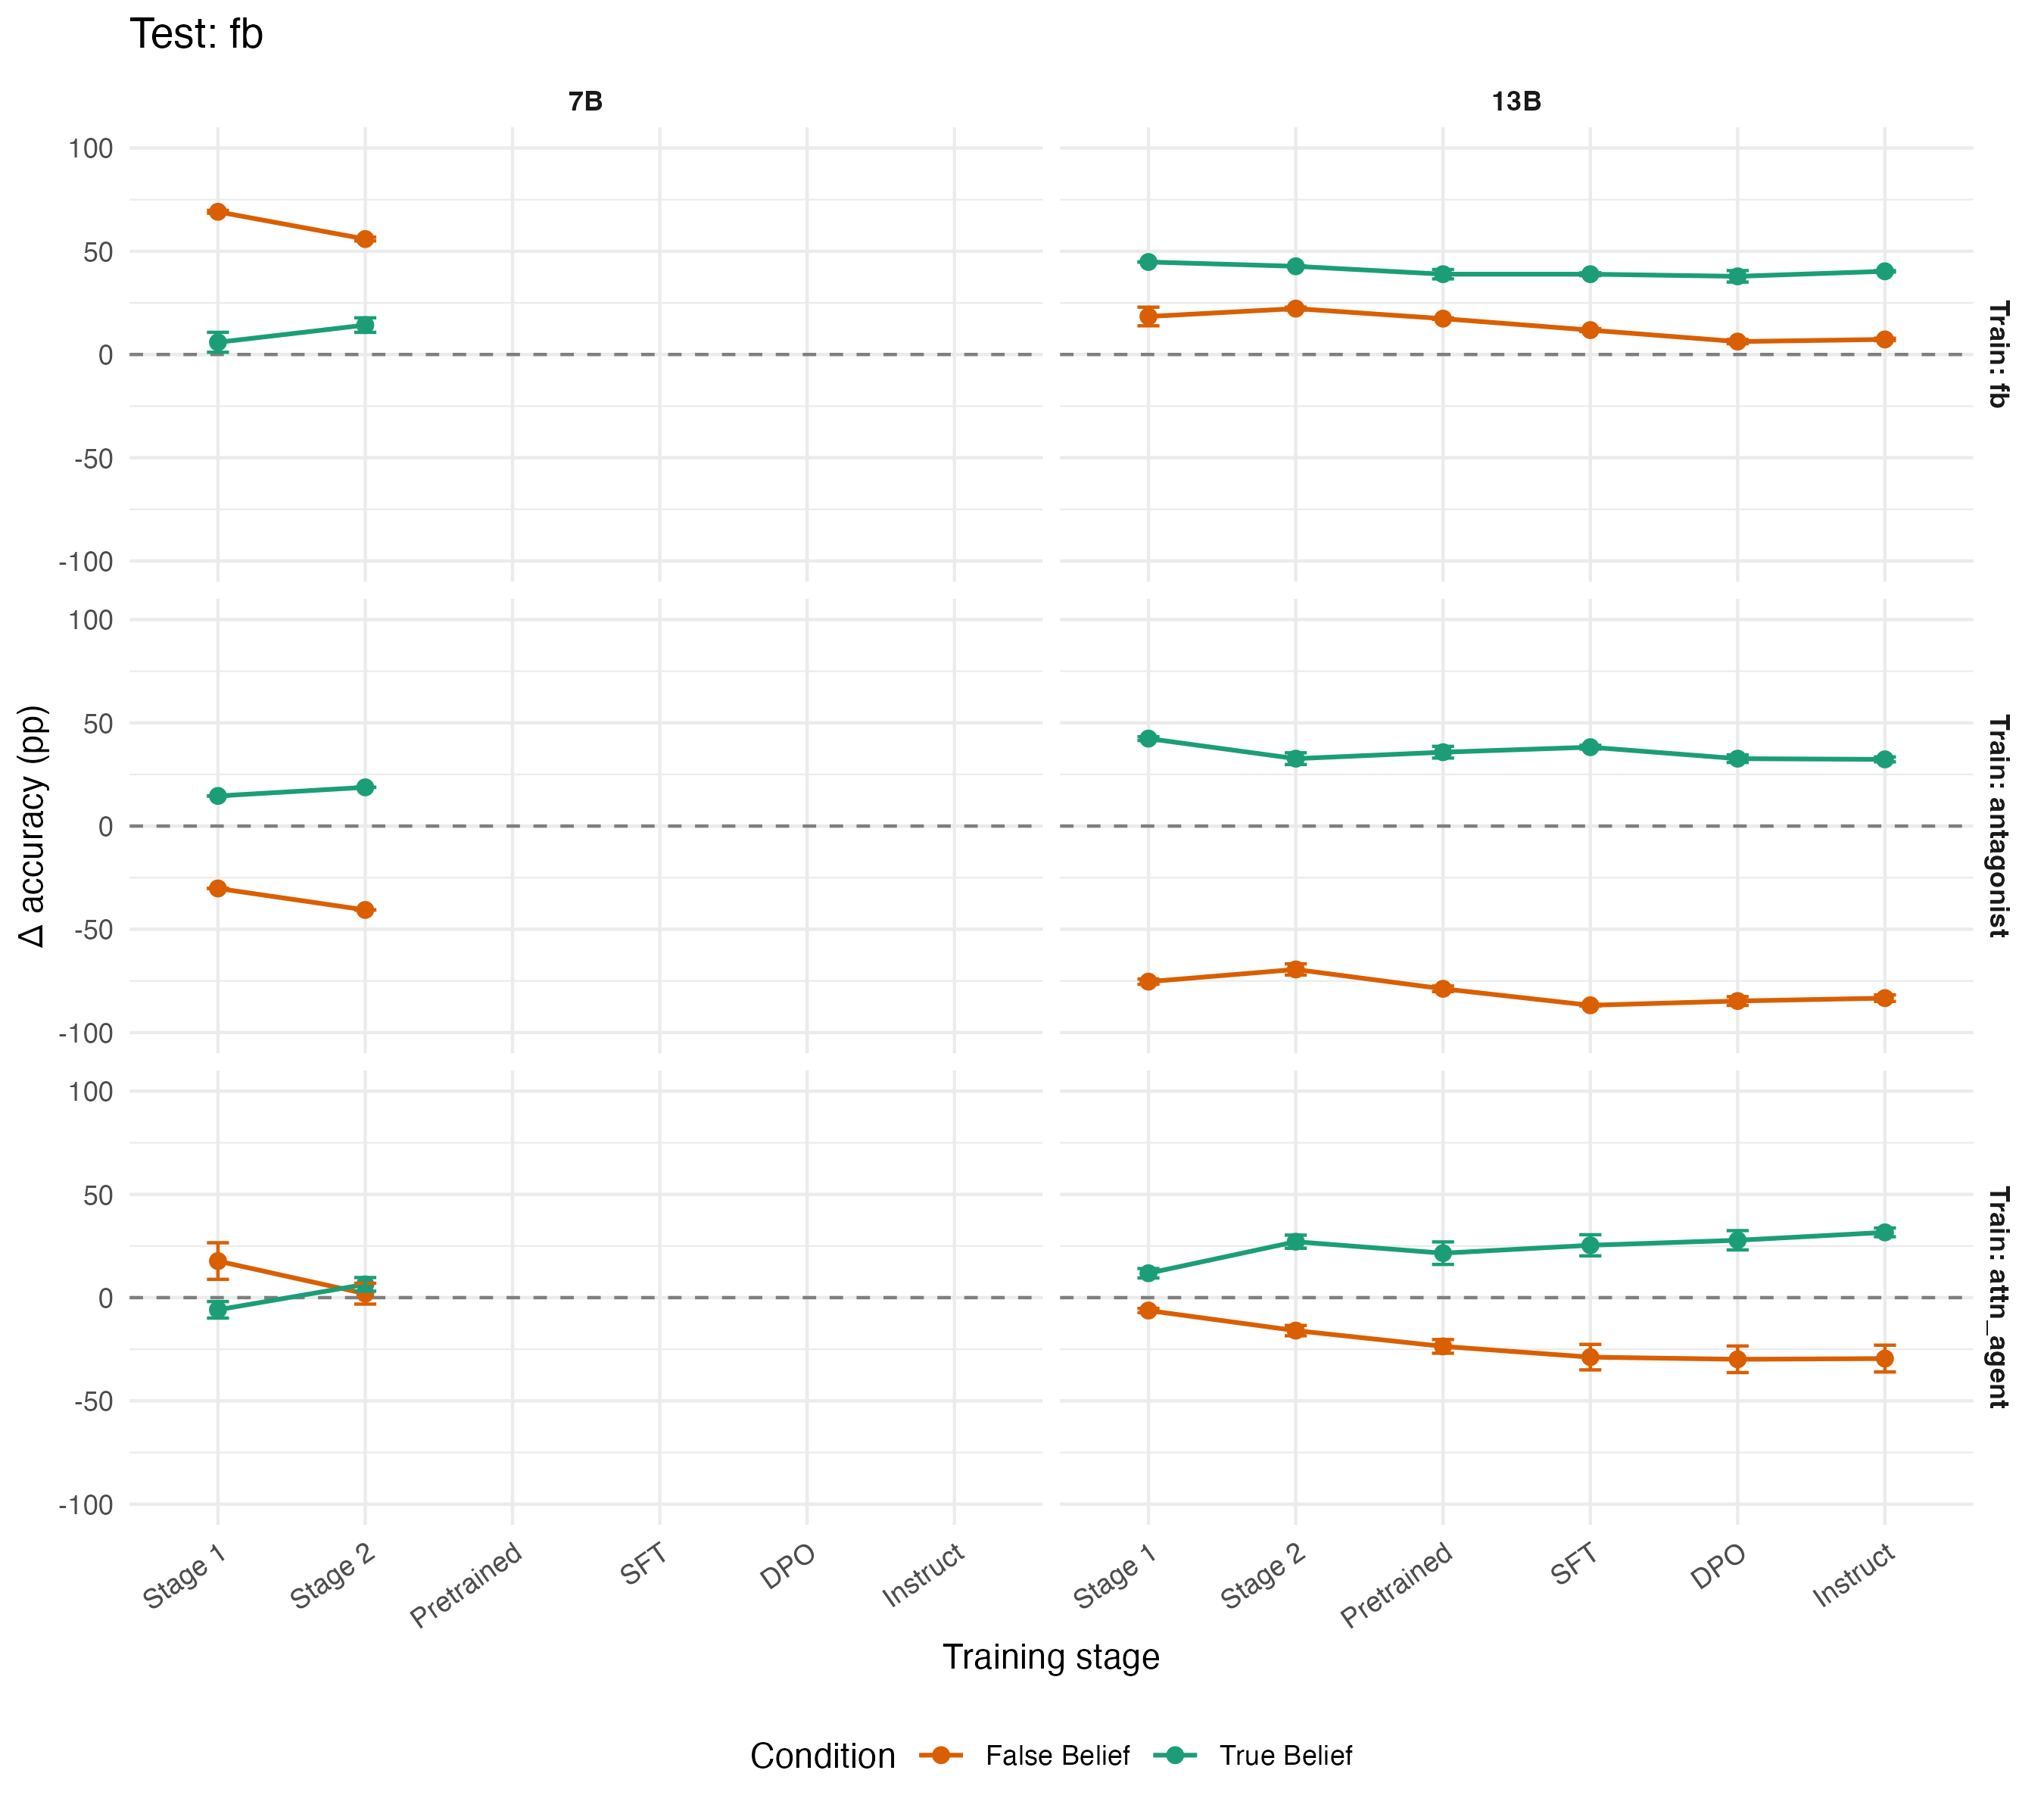 Test: fb
7B
13B
100
50
0
-50
-100
Train: fb
100
50
0
-50
-100
Train: antagonist
Δ accuracy (pp)
100
50
0
-50
-100
Train: attn_agent
Stage 1
Stage 2
Pretrained
SFT
DPO
Instruct
Stage 1
Stage 2
Pretrained
SFT
DPO
Instruct
Training stage
Condition False Belief True Belief